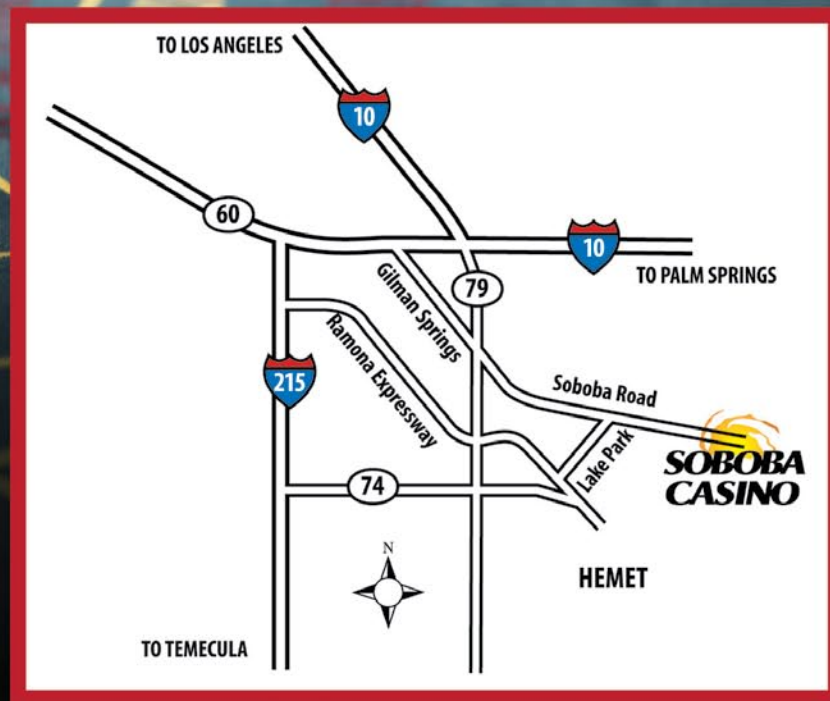 TO LOS ANGELES
10
60
10
TO PALM SPRINGS
79
Gilman Springs
Ramona Expressway
215
Soboba Road
Lake Park
SOBOBA
CASINO
74
N
HEMET
TO TEMECULA